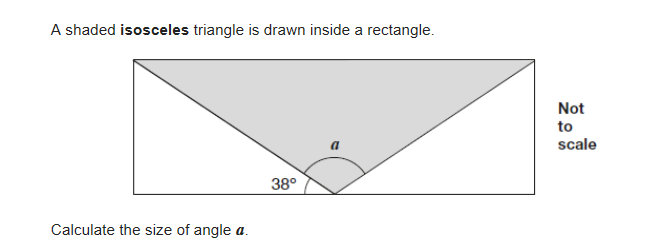 A shaded isosceles triangle is drawn inside a rectangle.
Not
to
scale
a
38°
Calculate the size of angle a.